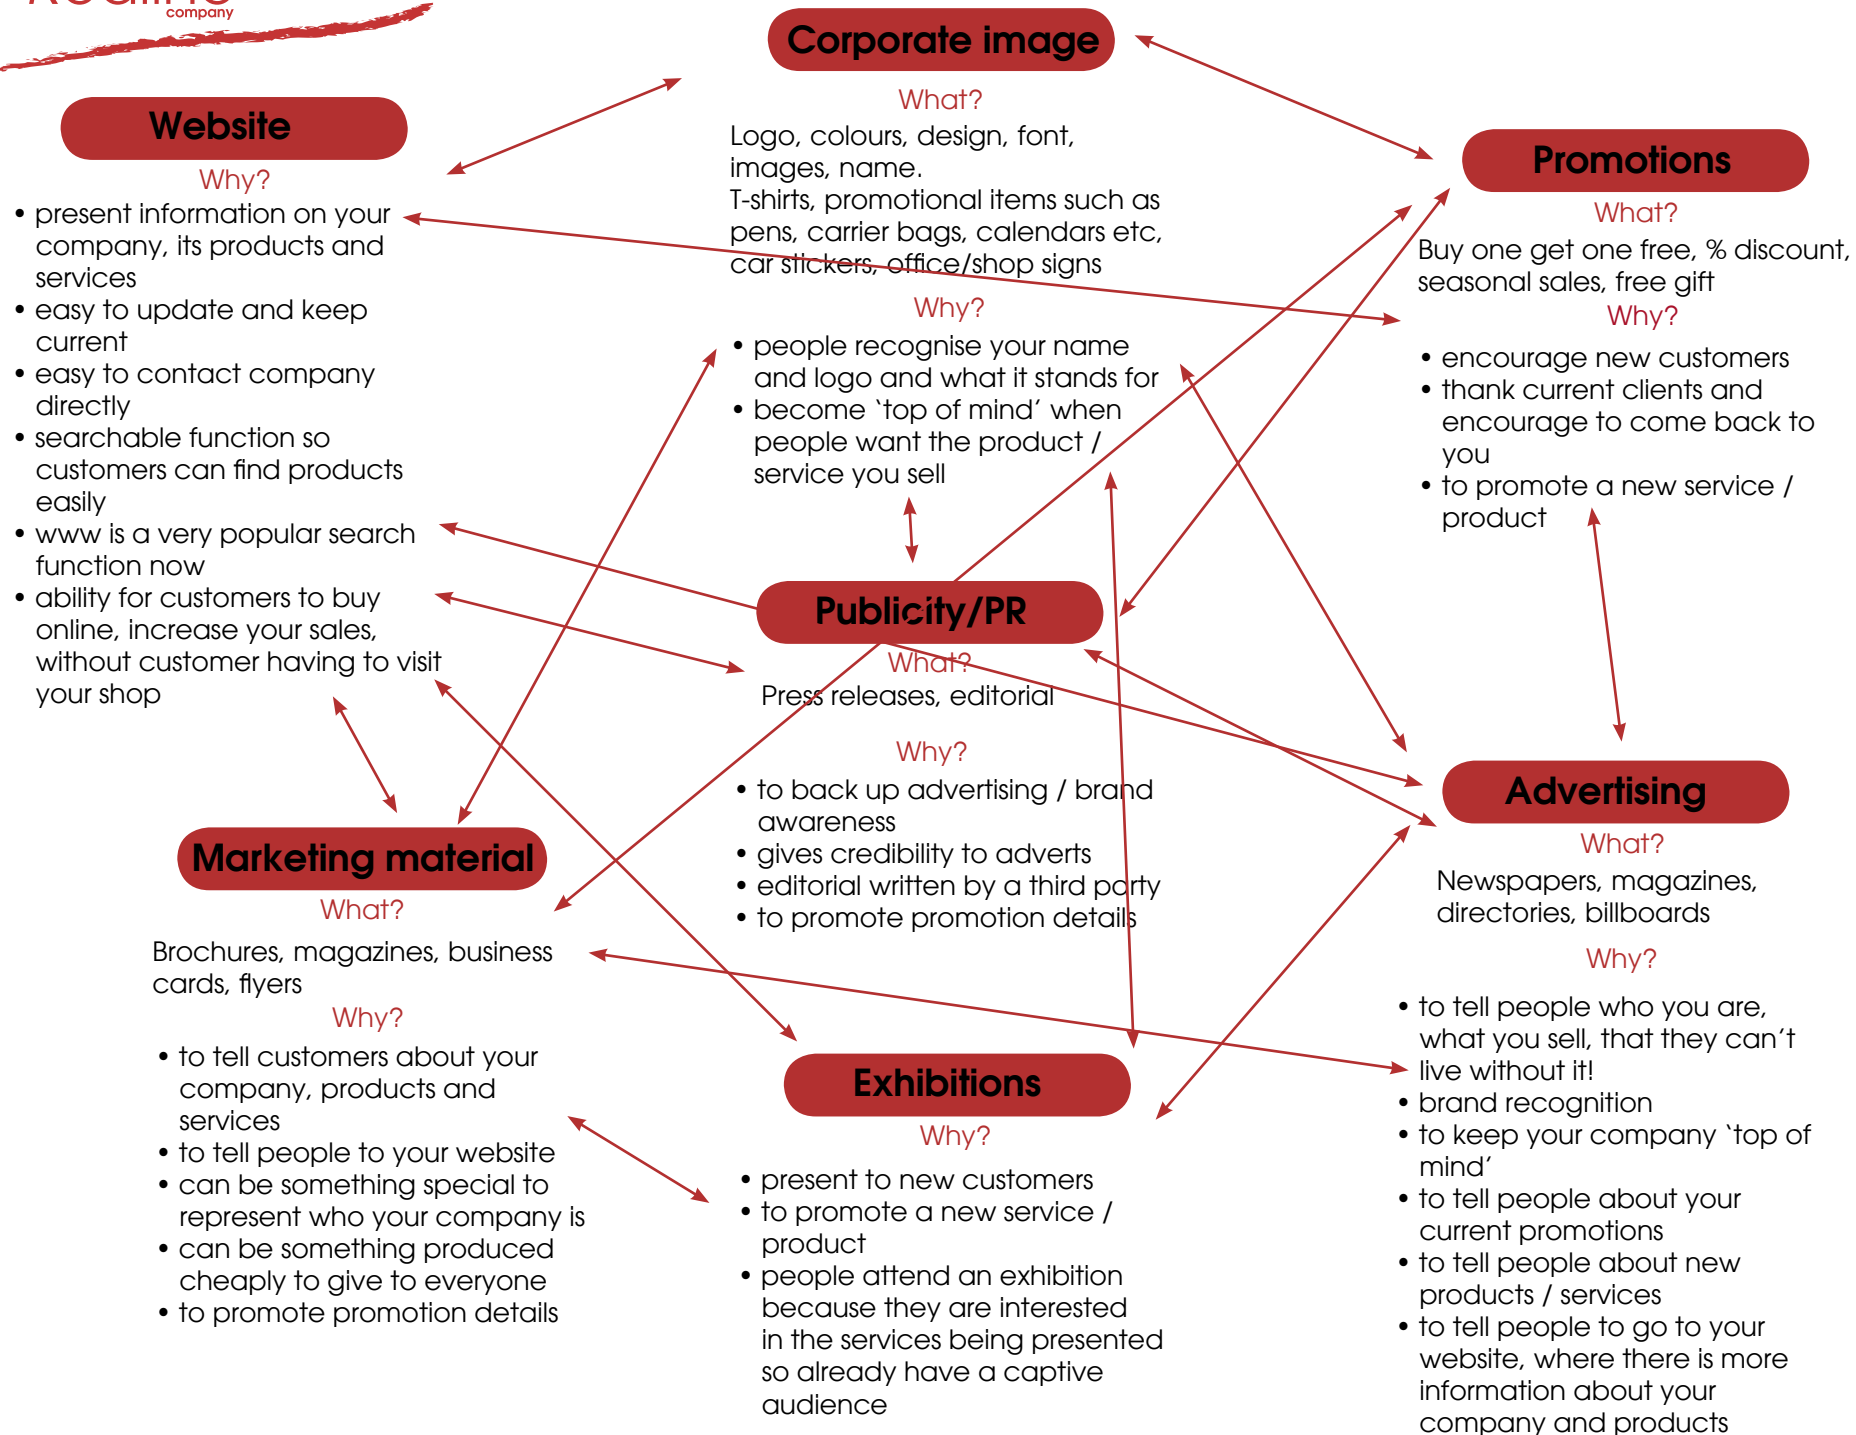 company
Corporate image
What?
Logo, colours, design, font,
images, name.
T-shirts, promotional items such as
pens, carrier bags, calendars etc,
car stickers, office/shop signs
Why?
• people recognise your name
and logo and what it stands for
• become ‘top of mind’ when
people want the product /
service you sell
Website
Why?
• present information on your
company, its products and
services
• easy to update and keep
current
• easy to contact company
directly
• searchable function so
customers can find products
easily
• www is a very popular search
function now
• ability for customers to buy
online, increase your sales,
without customer having to visit
your shop
Promotions
What?
Buy one get one free, % discount,
seasonal sales, free gift
Why?
• encourage new customers
• thank current clients and
encourage to come back to
you
• to promote a new service /
product
Publicity/PR
What?
Press releases, editorial
Why?
• to back up advertising / brand
awareness
• gives credibility to adverts
• editorial written by a third party
• to promote promotion details
Marketing material
What?
Brochures, magazines, business
cards, flyers
Why?
• to tell customers about your
company, products and
services
• to tell people to your website
• can be something special to
represent who your company is
• can be something produced
cheaply to give to everyone
• to promote promotion details
Exhibitions
Why?
• present to new customers
• to promote a new service /
product
• people attend an exhibition
because they are interested
in the services being presented
so already have a captive
audience
Advertising
What?
Newspapers, magazines,
directories, billboards
Why?
• to tell people who you are,
what you sell, that they can’t
live without it!
• brand recognition
• to keep your company ‘top of
mind’
• to tell people about your
current promotions
• to tell people about new
products / services
• to tell people to go to your
website, where there is more
information about your
company and products